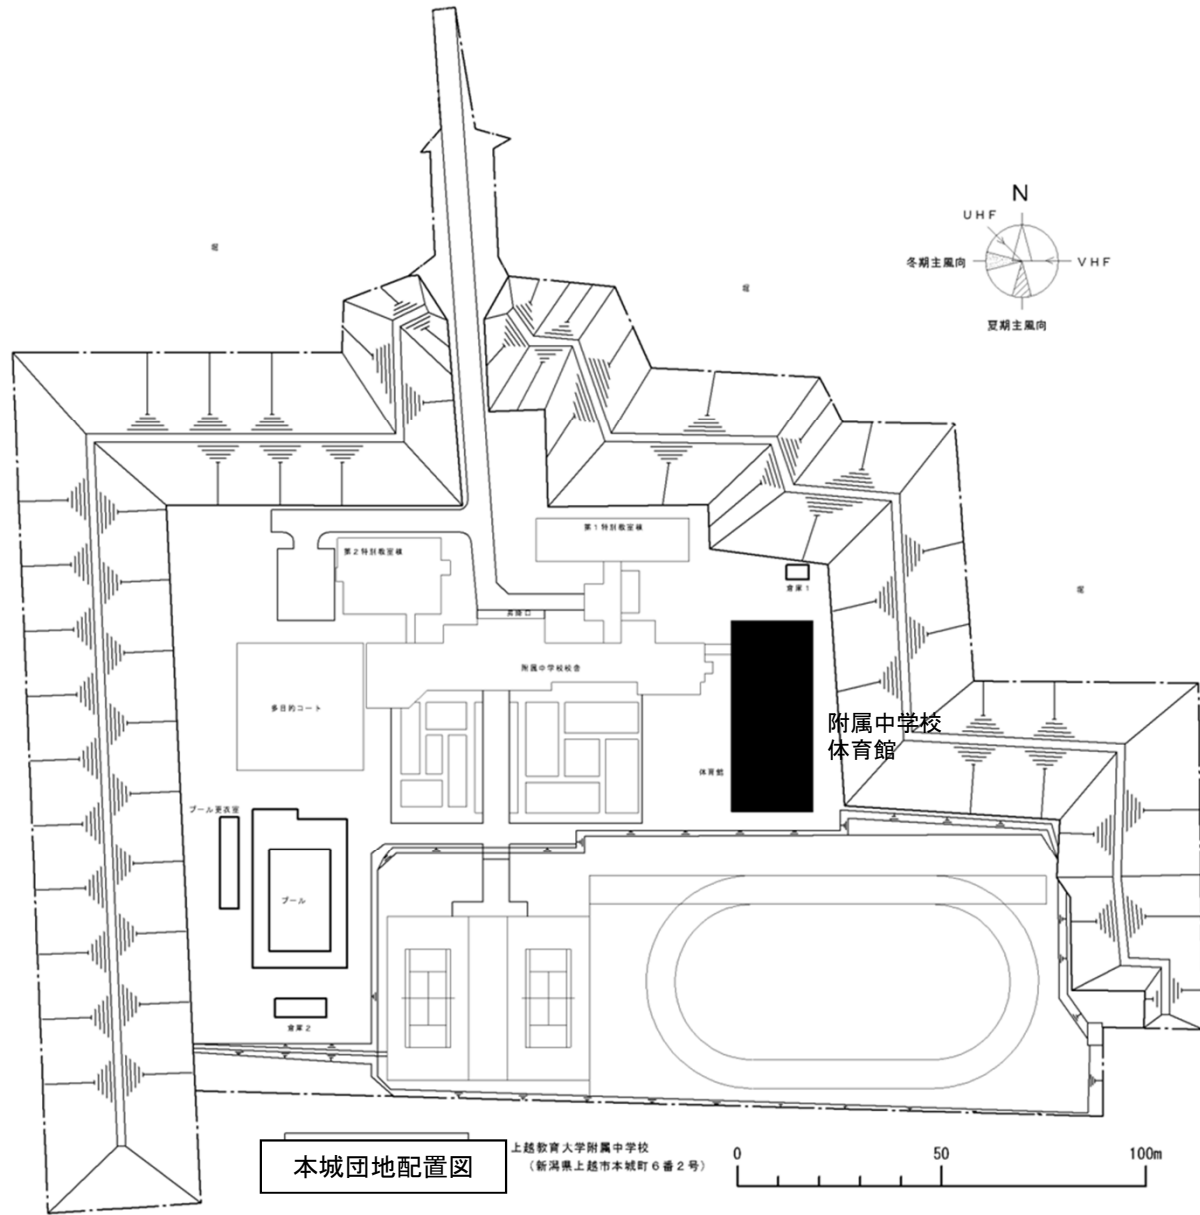 N
UHF
冬期主風向
VHF
夏期主風向
堀
堀
堀
第1特別教室棟
第2特別教室棟
倉庫1
昇降口
附属中学校校舎
多目的コート
附属中学校
体育館
体育館
プール更衣室
プール
倉庫2
本城団地配置図
上越教育大学附属中学校
(新潟県上越市本城町6番2号)
0 50 100m